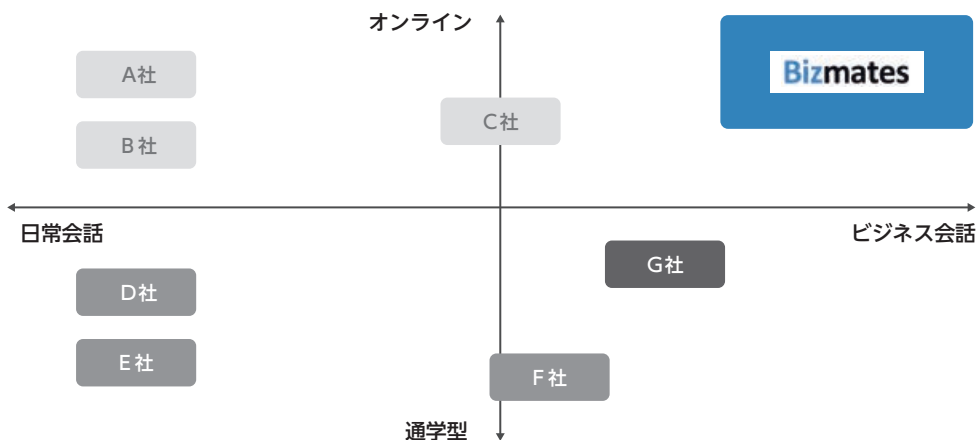 オンライン
A社
Bizmates
C社
B社
日常会話
ビジネス会話
G社
D社
E社
F社
通学型